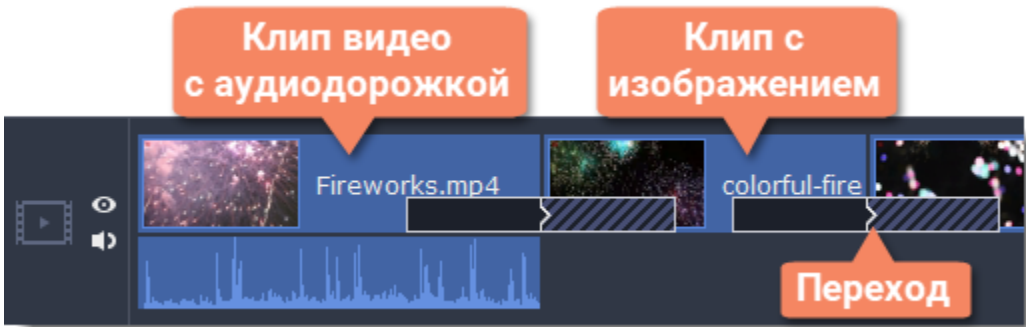 Клип видео
с аудиодорожкой
Клип с
изображением
Fireworks.mp4
colorful-fire
Переход